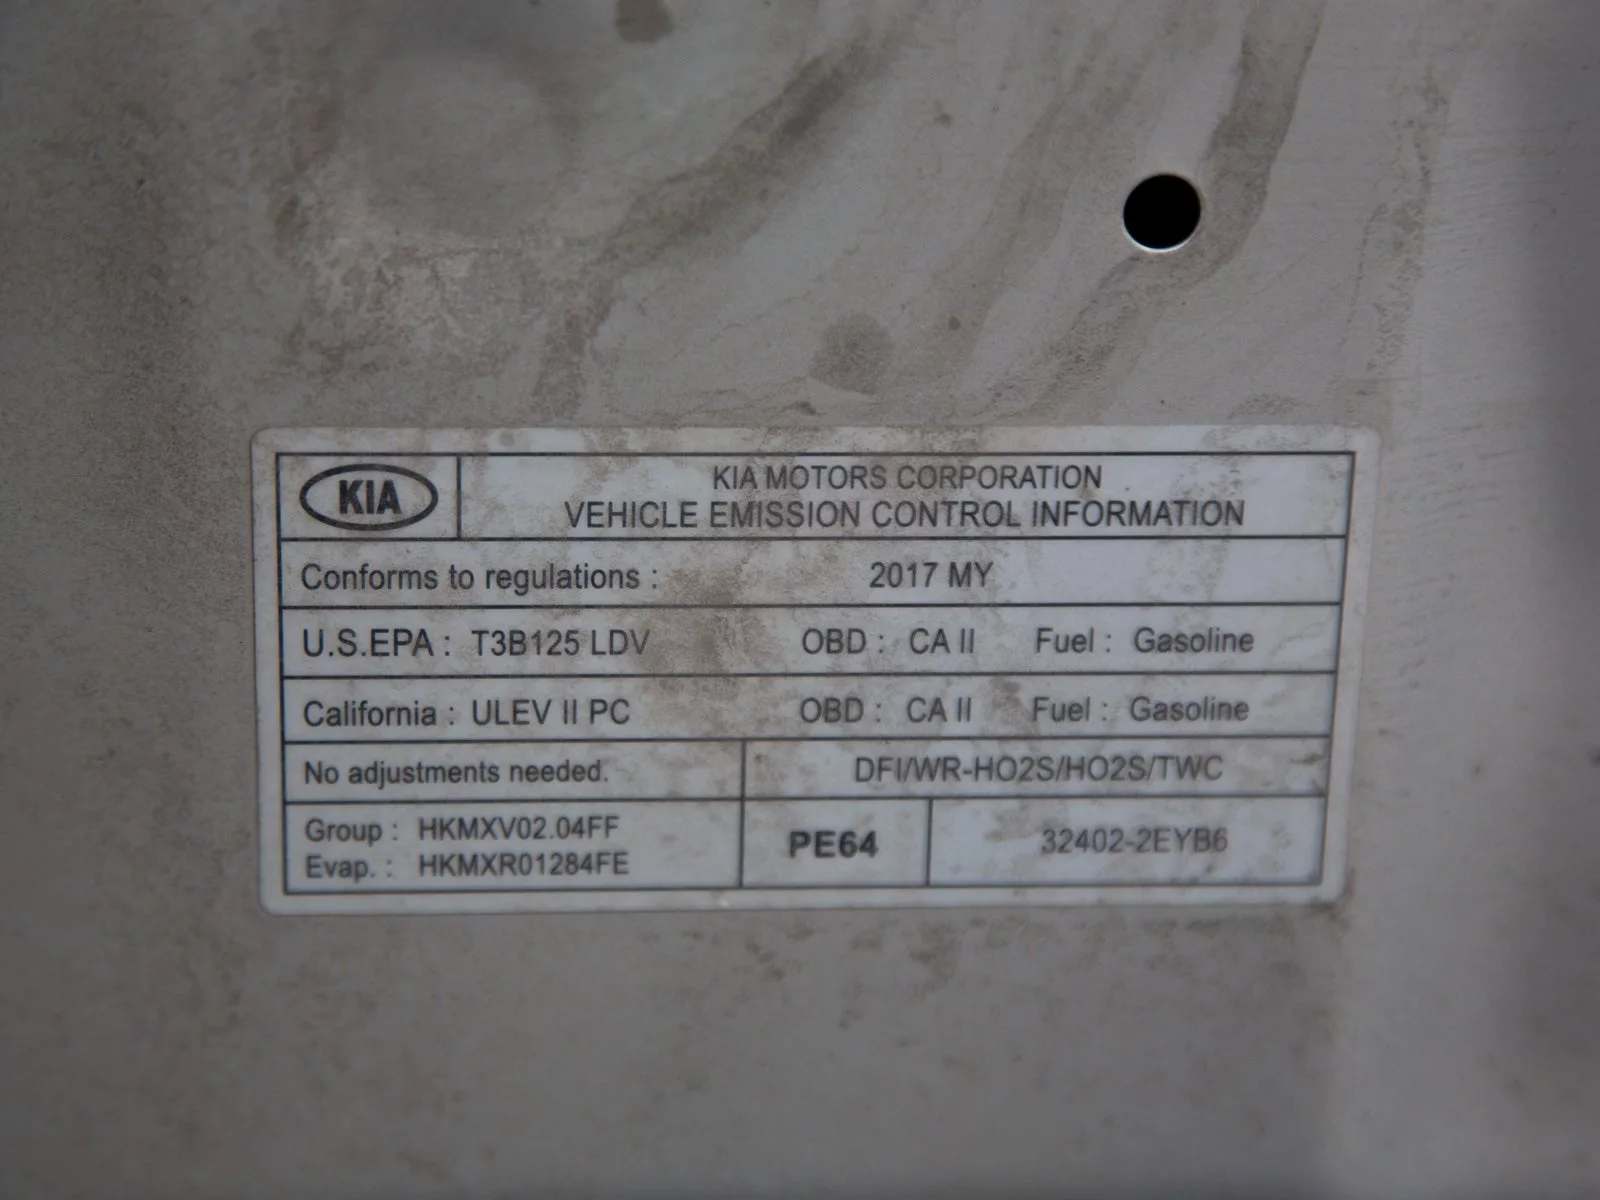 KIA
KIA MOTORS CORPORATION
VEHICLE EMISSION CONTROL INFORMATION
Conforms to regulations : 2017 MY
U.S.EPA : T3B125 LDV OBD : CA II Fuel : Gasoline
California : ULEV II PC OBD : CA II Fuel : Gasoline
No adjustments needed. DFI/WR-HO2S/HO2S/TWC
Group : HKMXV02.04FF
Evap. : HKMXR01284FE
PE64
32402-2EYB6